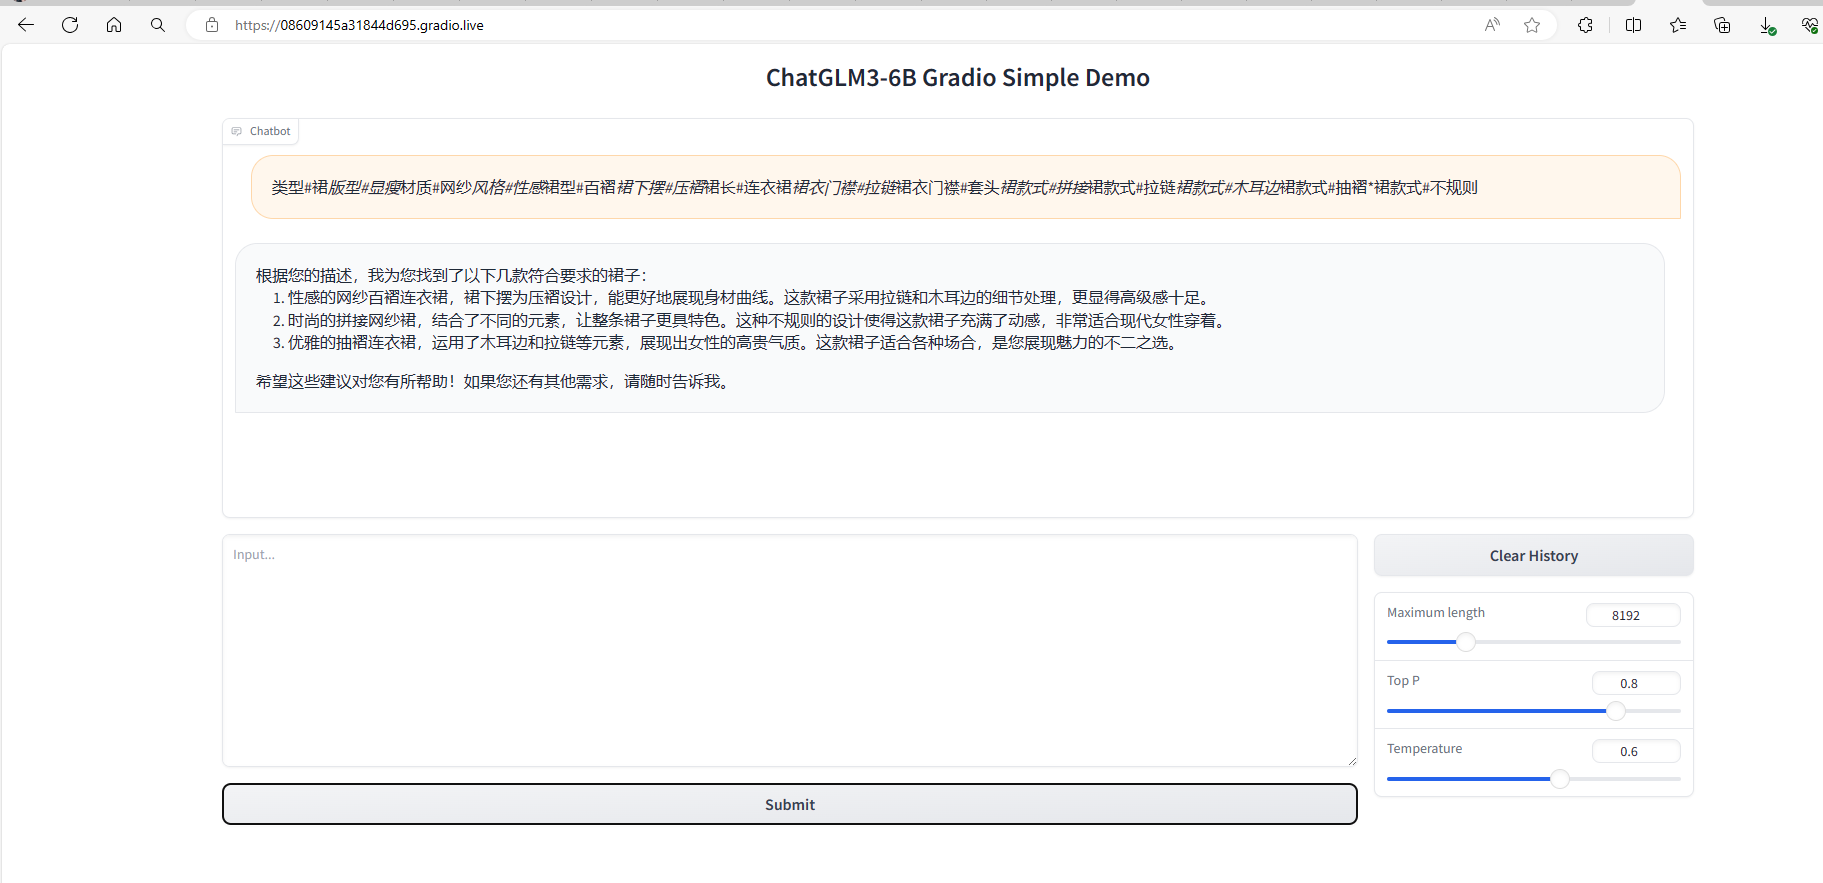 https://08609145a31844d695.gradio.live
ChatGLM3-6B Gradio Simple Demo
Chatbot
类型#裙版型#显瘦材质#网纱风格#性感裙型#百褶裙下摆#压褶裙长#连衣裙裙衣门襟#拉链裙衣门襟#套头裙款式#拼接裙款式#拉链裙款式#木耳边裙款式#抽褶*裙款式#不规则
根据您的描述，我为您找到了以下几款符合要求的裙子：
1. 性感的网纱百褶连衣裙，裙下摆为压褶设计，能更好地展现身材曲线。这款裙子采用拉链和木耳边的细节处理，更显得高级感十足。
2. 时尚的拼接网纱裙，结合了不同的元素，让整条裙子更具特色。这种不规则的设计使得这款裙子充满了动感，非常适合现代女性穿着。
3. 优雅的抽褶连衣裙，运用了木耳边和拉链等元素，展现出女性的高贵气质。这款裙子适合各种场合，是您展现魅力的不二之选。
希望这些建议对您有所帮助！如果您还有其他需求，请随时告诉我。
Input...
Submit
Clear History
Maximum length
8192
Top P
0.8
Temperature
0.6